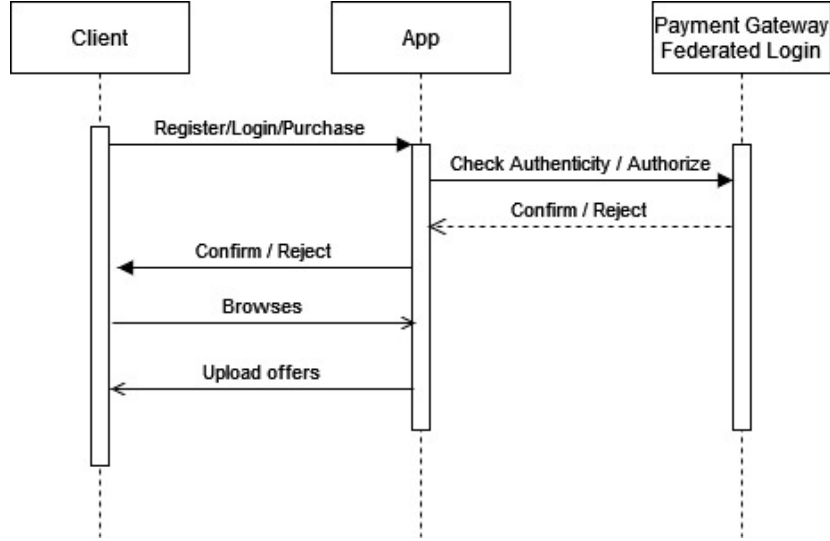 Client
App
Payment Gateway
Federated Login
Register/Login/Purchase
Check Authenticity / Authorize
Confirm / Reject
Confirm / Reject
Browses
Upload offers